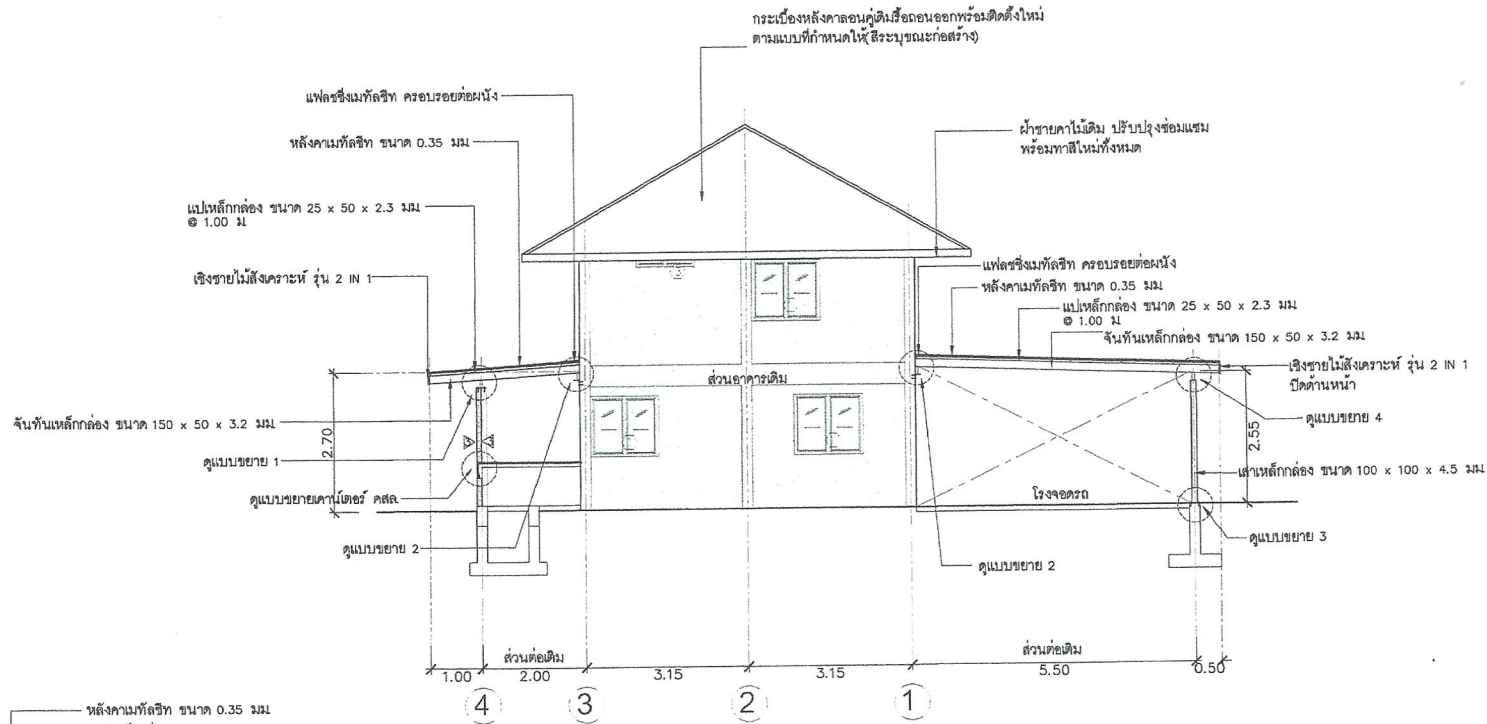 กระเบื้องหลังคาลอนคู่เดิมรื้อถอนออกพร้อมติดตั้งใหม่
ตามแบบที่กำหนดให้(สีระบุขณะก่อสร้าง)
แฟลชชิ่งเมทัลชีท ครอบรอยต่อผนัง
หลังคาเมทัลชีท ขนาด 0.35 มม
ฝ้าชายคาไม้เดิม ปรับปรุงซ่อมแซม
พร้อมทาสีใหม่ทั้งหมด
แปเหล็กกล่อง ขนาด 25 x 50 x 2.3 มม
@ 1.00 ม
เชิงชายไม้สังเคราะห์ รุ่น 2 IN 1
แฟลชชิ่งเมทัลชีท ครอบรอยต่อผนัง
หลังคาเมทัลชีท ขนาด 0.35 มม
แปเหล็กกล่อง ขนาด 25 x 50 x 2.3 มม
@ 1.00 ม
จันทันเหล็กกล่อง ขนาด 150 x 50 x 3.2 มม
เชิงชายไม้สังเคราะห์ รุ่น 2 IN 1
ปิดด้านหน้า
ส่วนอาคารเดิม
จันทันเหล็กกล่อง ขนาด 150 x 50 x 3.2 มม
2.70
ดูแบบขยาย 1
ดูแบบขยายเคาน์เตอร์ คสล
ดูแบบขยาย 2
ดูแบบขยาย 4
2.55
เสาเหล็กกล่อง ขนาด 100 x 100 x 4.5 มม
โรงจอดรถ
ดูแบบขยาย 3
ดูแบบขยาย 2
ส่วนต่อเติม
ส่วนต่อเติม
1.00 2.00 3.15 3.15 5.50 0.50
4 3 2 1
หลังคาเมทัลชีท ขนาด 0.35 มม